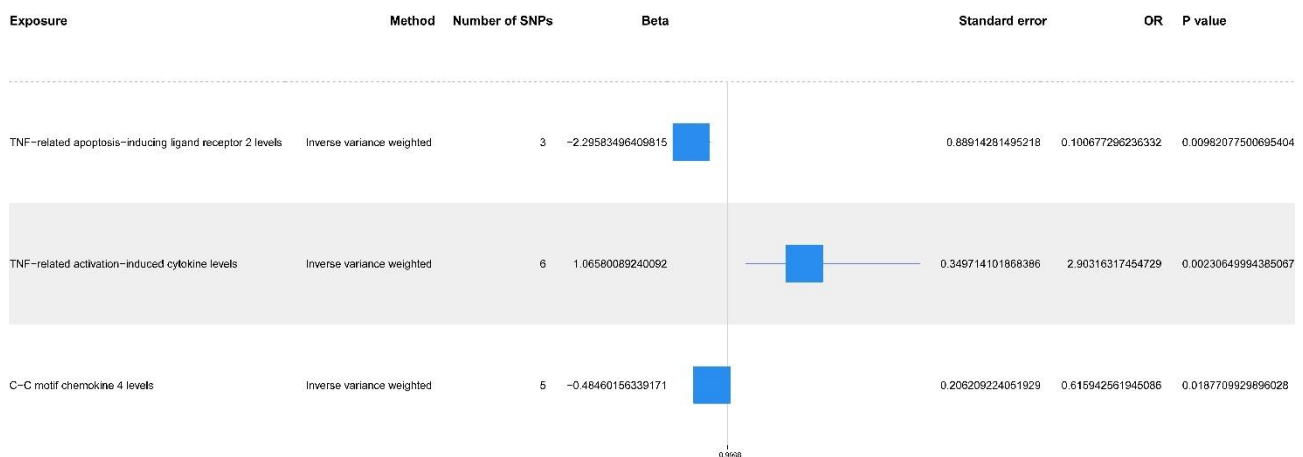 Exposure Method Number of SNPs Beta Standard error OR P value
TNF−related apoptosis−inducing ligand receptor 2 levels Inverse variance weighted 3 −2.29583496409815 0.88914281495218 0.100677296236332 0.00982077500695404
TNF−related activation−induced cytokine levels Inverse variance weighted 6 1.06580089240092 0.349714101868386 2.90316317454729 0.00230649994385067
C−C motif chemokine 4 levels Inverse variance weighted 5 −0.48460156339171 0.206209224051929 0.615942561945086 0.0187709929896028